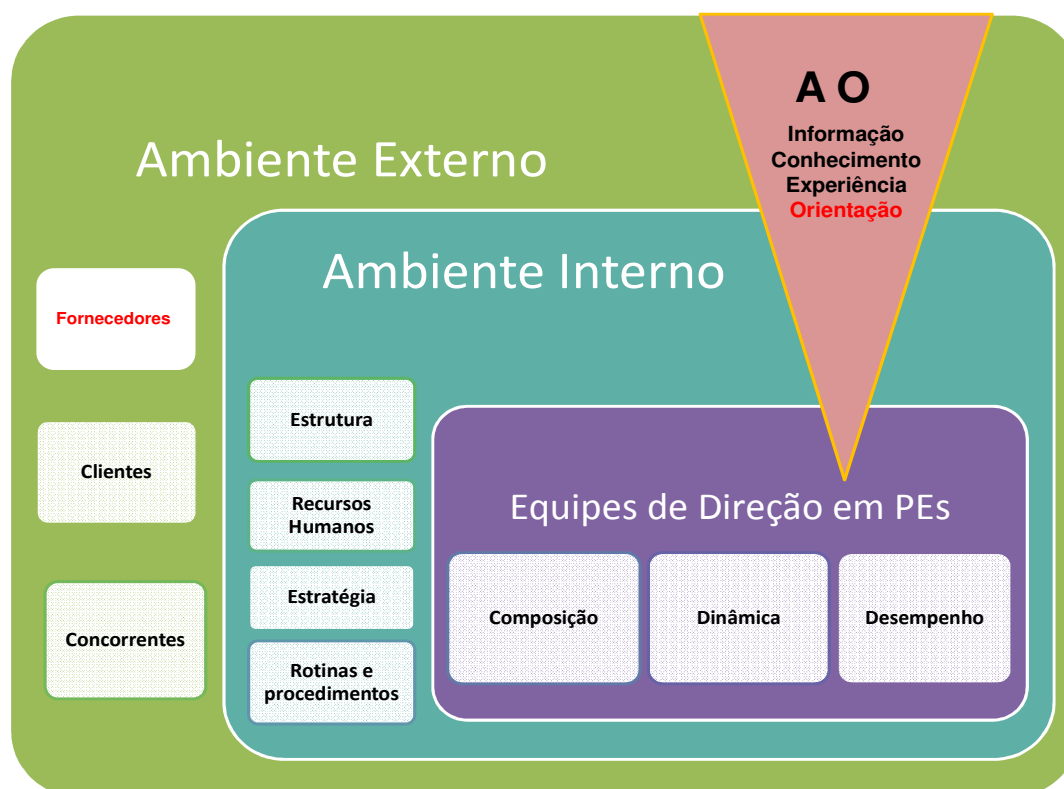 A O
Informação
Conhecimento
Experiência
Orientação
Ambiente Externo
Ambiente Interno
Fornecedores
Clientes
Concorrentes
Estrutura
Recursos
Humanos
Estratégia
Rotinas e
procedimentos
Equipes de Direção em PEs
Composição
Dinâmica
Desempenho